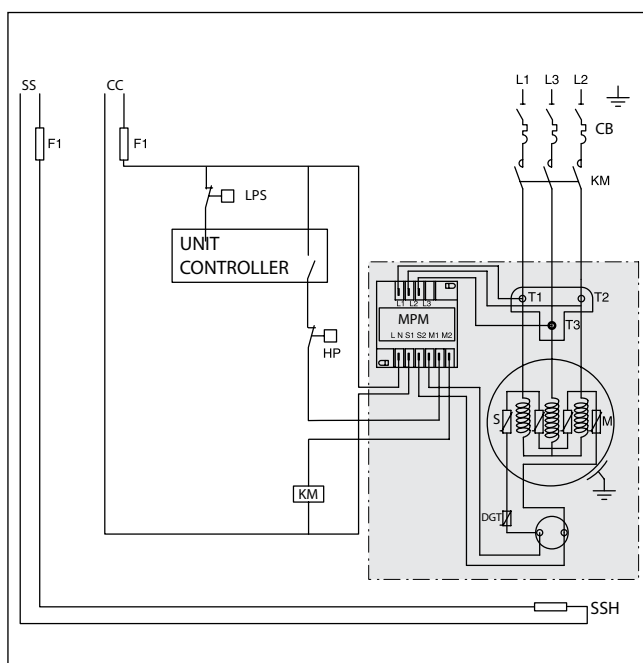 SS
CC
L1 L3 L2
F1
F1
CB
KM
LPS
UNIT
CONTROLLER
L1 L2 L3
MPM
L N S1 S2 M1 M2
T1
T2
T3
HP
S
M
KM
DGT
SSH